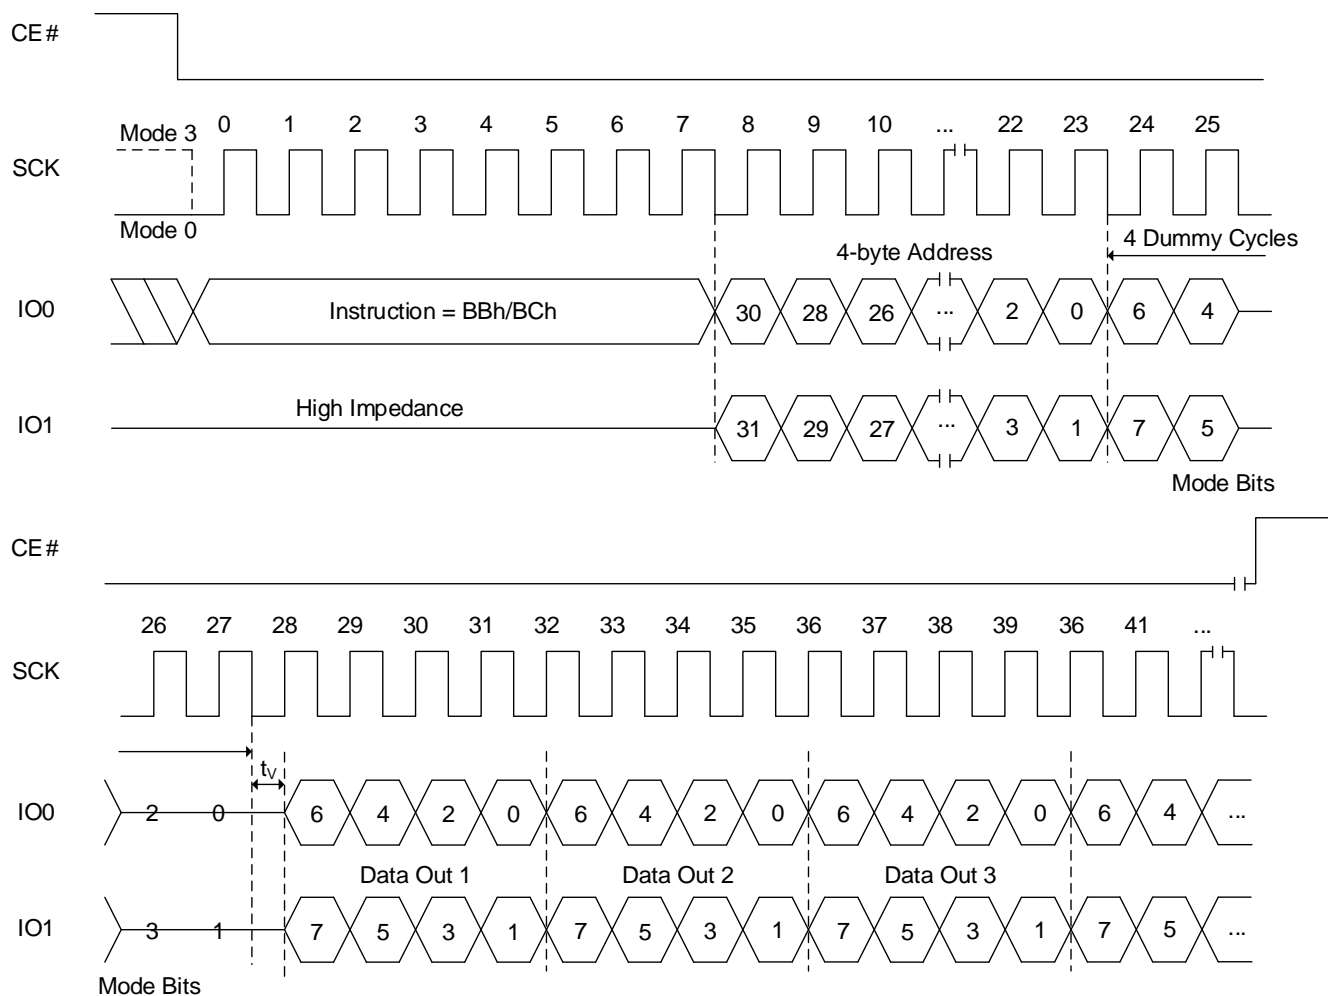 CE#
Mode 3 0 1 2 3 4 5 6 7 8 9 10 ... 22 23 24 25
SCK
Mode 0
4-byte Address 4 Dummy Cycles
IO0 Instruction = BBh/BCh 30 28 26 ... 2 0 6 4
High Impedance
IO1 31 29 27 ... 3 1 7 5
Mode Bits
CE#
26 27 28 29 30 31 32 33 34 35 36 37 38 39 36 41 ...
SCK
tV
IO0 2 0 6 4 2 0 6 4 2 0 6 4 2 0 6 4 ...
Data Out 1 Data Out 2 Data Out 3
IO1 3 1 7 5 3 1 7 5 3 1 7 5 3 1 7 5 ...
Mode Bits